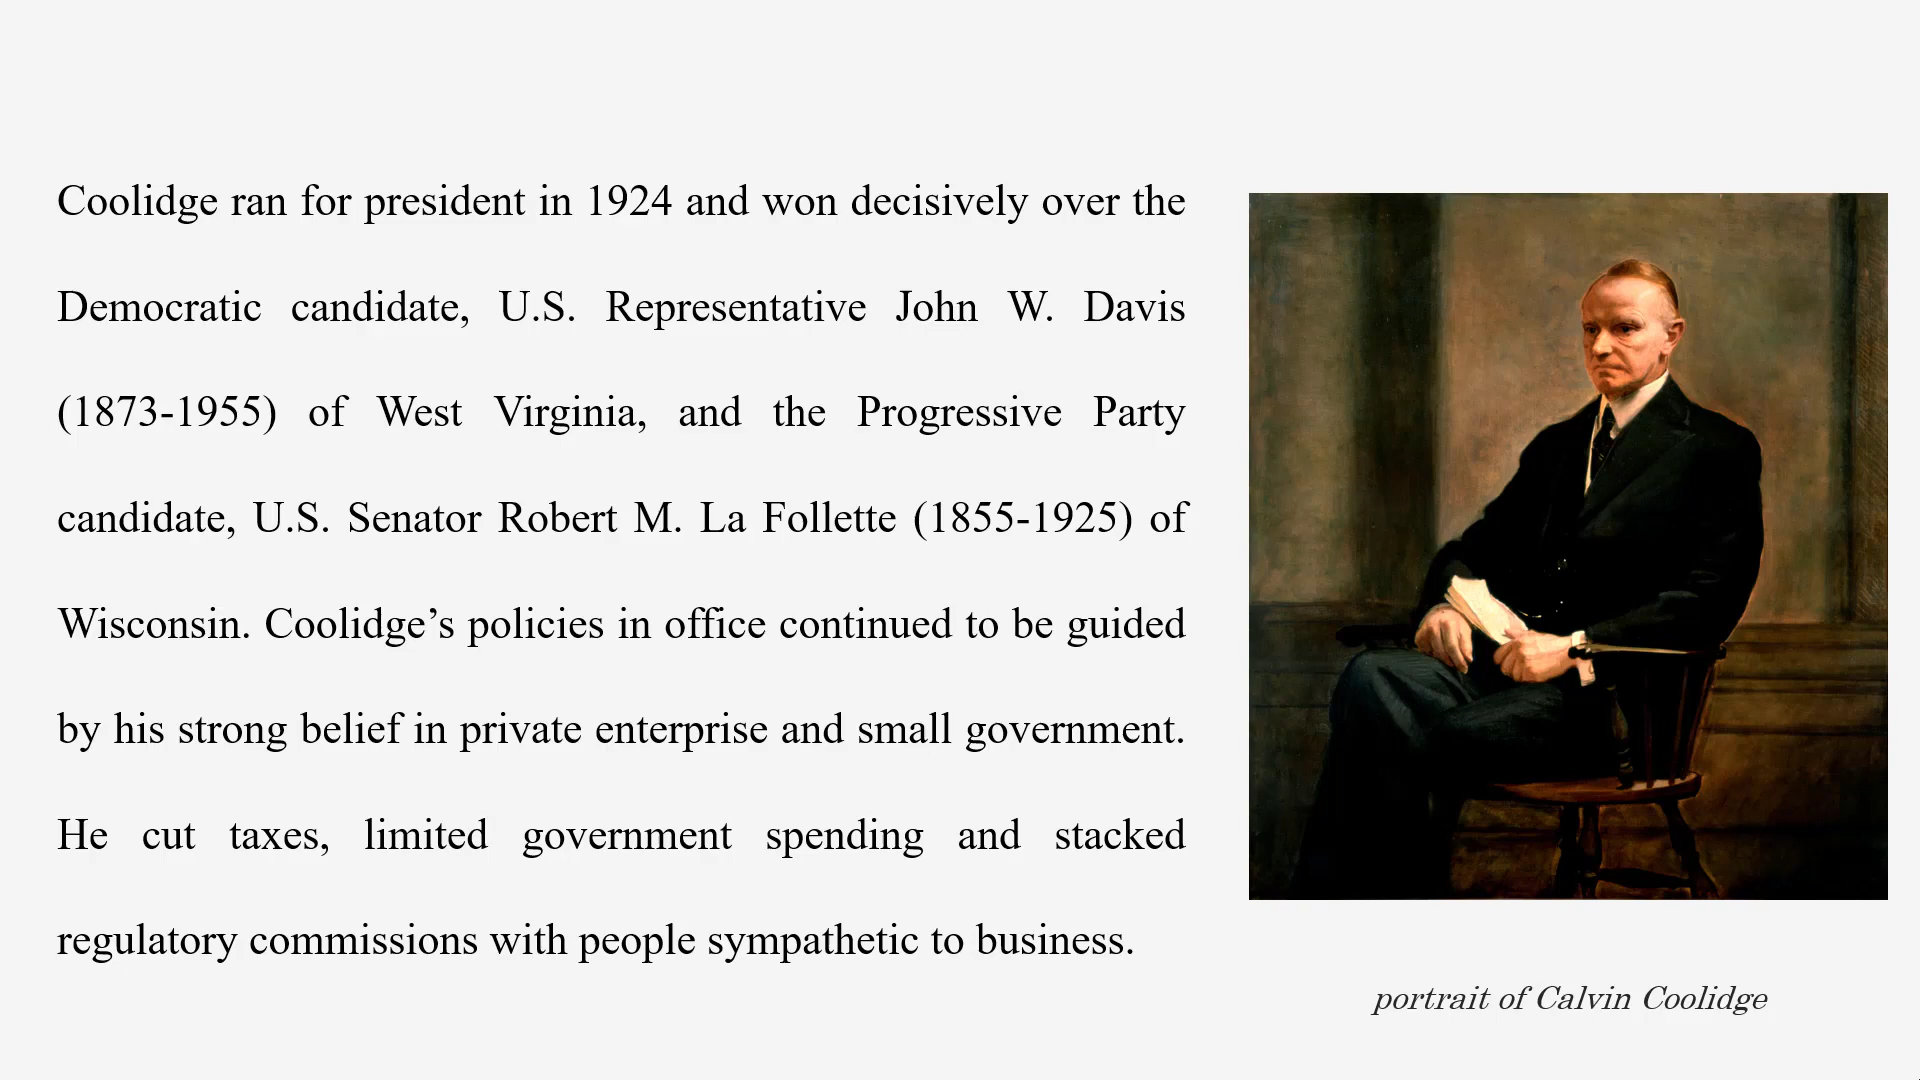 Coolidge ran for president in 1924 and won decisively over the
Democratic candidate, U.S. Representative John W. Davis
(1873-1955) of West Virginia, and the Progressive Party
candidate, U.S. Senator Robert M. La Follette (1855-1925) of
Wisconsin. Coolidge’s policies in office continued to be guided
by his strong belief in private enterprise and small government.
He cut taxes, limited government spending and stacked
regulatory commissions with people sympathetic to business.
portrait of Calvin Coolidge